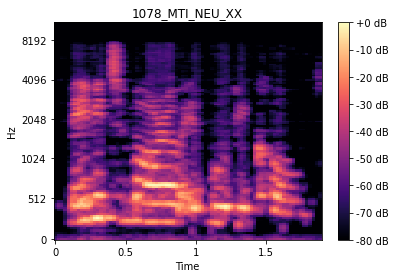 1078_MTI_NEU_XX
+0 dB
8192
-10 dB
4096
-20 dB
-30 dB
2048
-40 dB
Hz
1024
-50 dB
512
-60 dB
-70 dB
0
-80 dB
0 0.5 1 1.5
Time